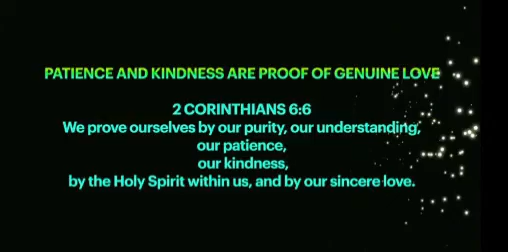 PATIENCE AND KINDNESS ARE PROOF OF GENUINE LOVE
2 CORINTHIANS 6:6
We prove ourselves by our purity, our understanding,
our patience,
our kindness,
by the Holy Spirit within us, and by our sincere love.